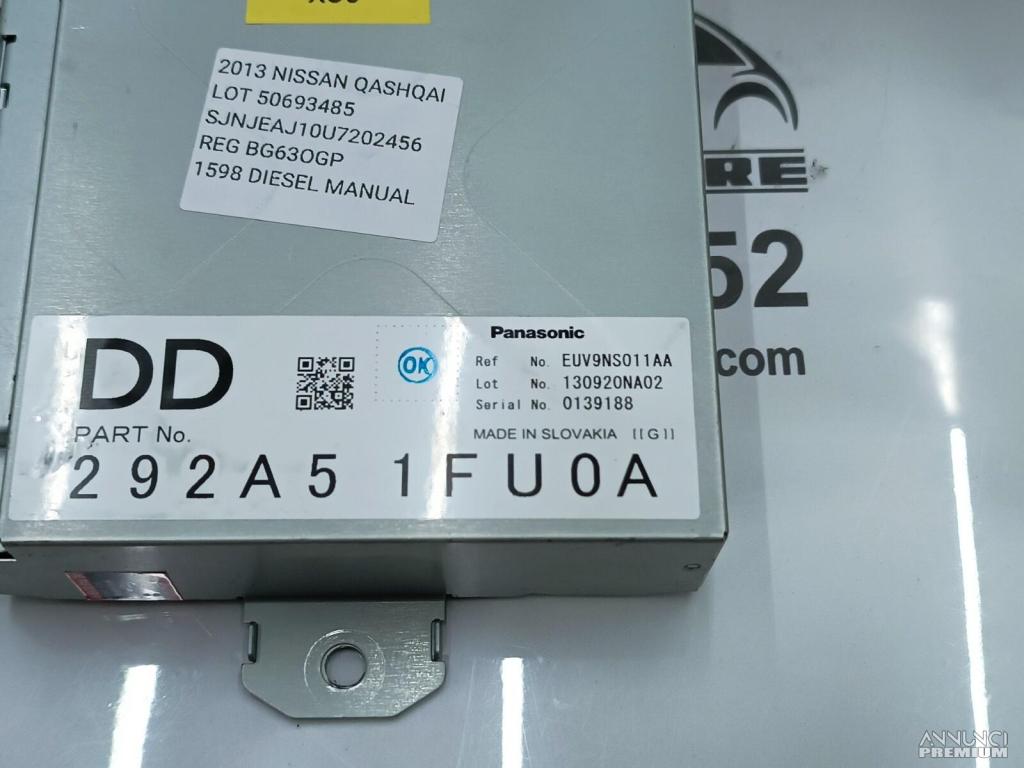 2013 NISSAN QASHQAI
LOT 50693485
SJNJEAJ10U7202456
REG BG63OGP
1598 DIESEL MANUAL
RE
52
com
DD
OK
Panasonic
Ref No. EUV9NS011AA
Lot No. 130920NA02
Serial No. 0139188
PART No.
MADE IN SLOVAKIA [[G]]
292A5 1FU0A
ANNUNCI
PREMIUM